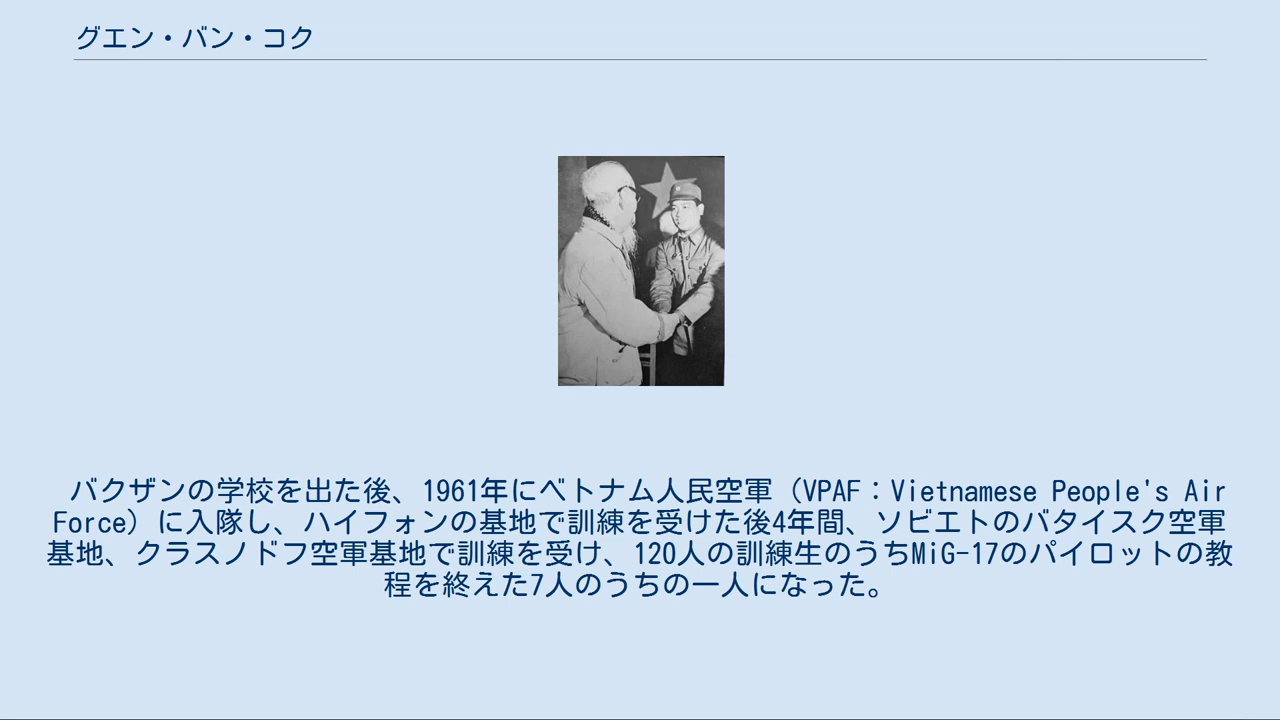 グエン・バン・コク
バクザンの学校を出た後、1961年にベトナム人民空軍（VPAF：Vietnamese People's Air
Force）に入隊し、ハイフォンの基地で訓練を受けた後4年間、ソビエトのバタイスク空軍
基地、クラスノドフ空軍基地で訓練を受け、120人の訓練生のうちMiG-17のパイロットの教
程を終えた7人のうちの一人になった。